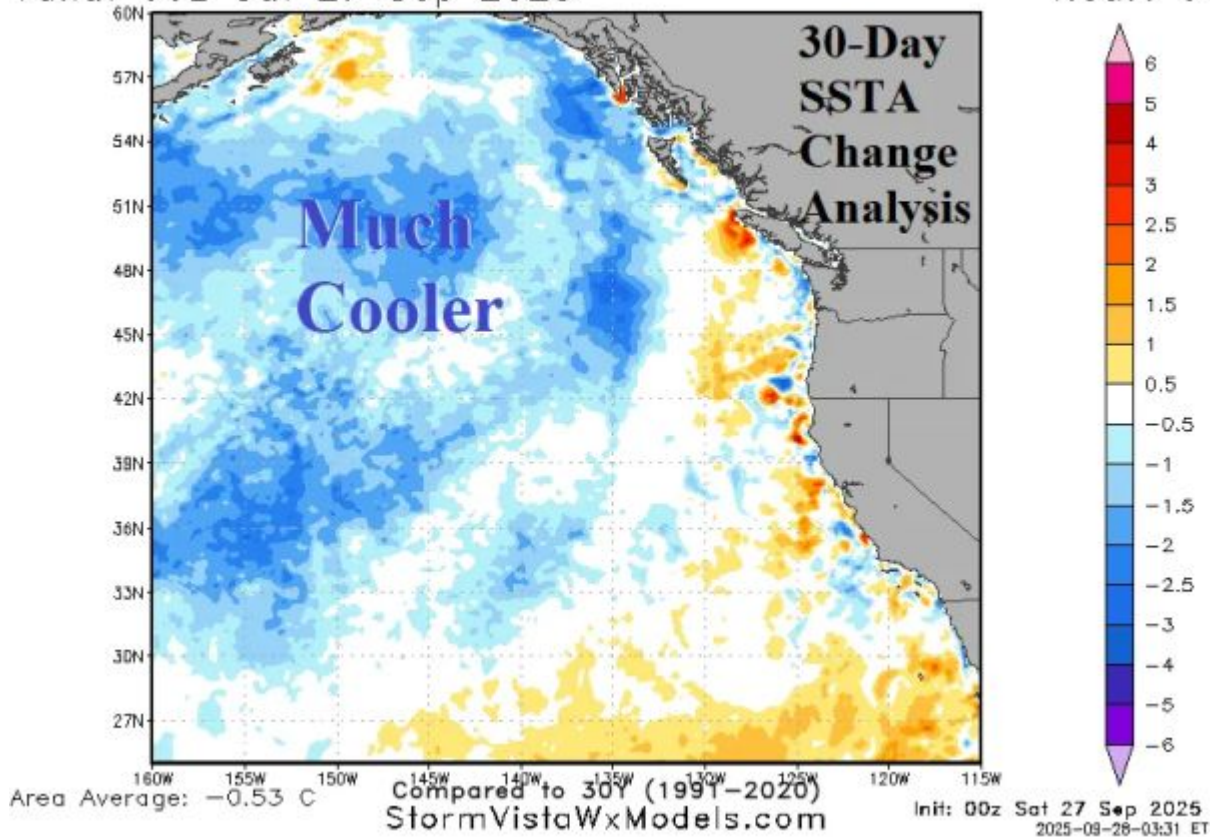 60N
57N
54N
51N
48N
45N
42N
39N
36N
33N
30N
27N
30-Day
SSTA
Change
Analysis
Much
Cooler
6
5
4
3
2.5
2
1.5
1
0.5
-0.5
-1
-1.5
-2
-2.5
-3
-4
-5
-6
160W 155W 150W 145W 140W 135W 130W 125W 120W 115W
Area Average: -0.53 C
Compared to 30Y (1991-2020)
StormVistaWxModels.com
Init: 00z Sat 27 Sep 2025
2025-09-28-03:31 ET